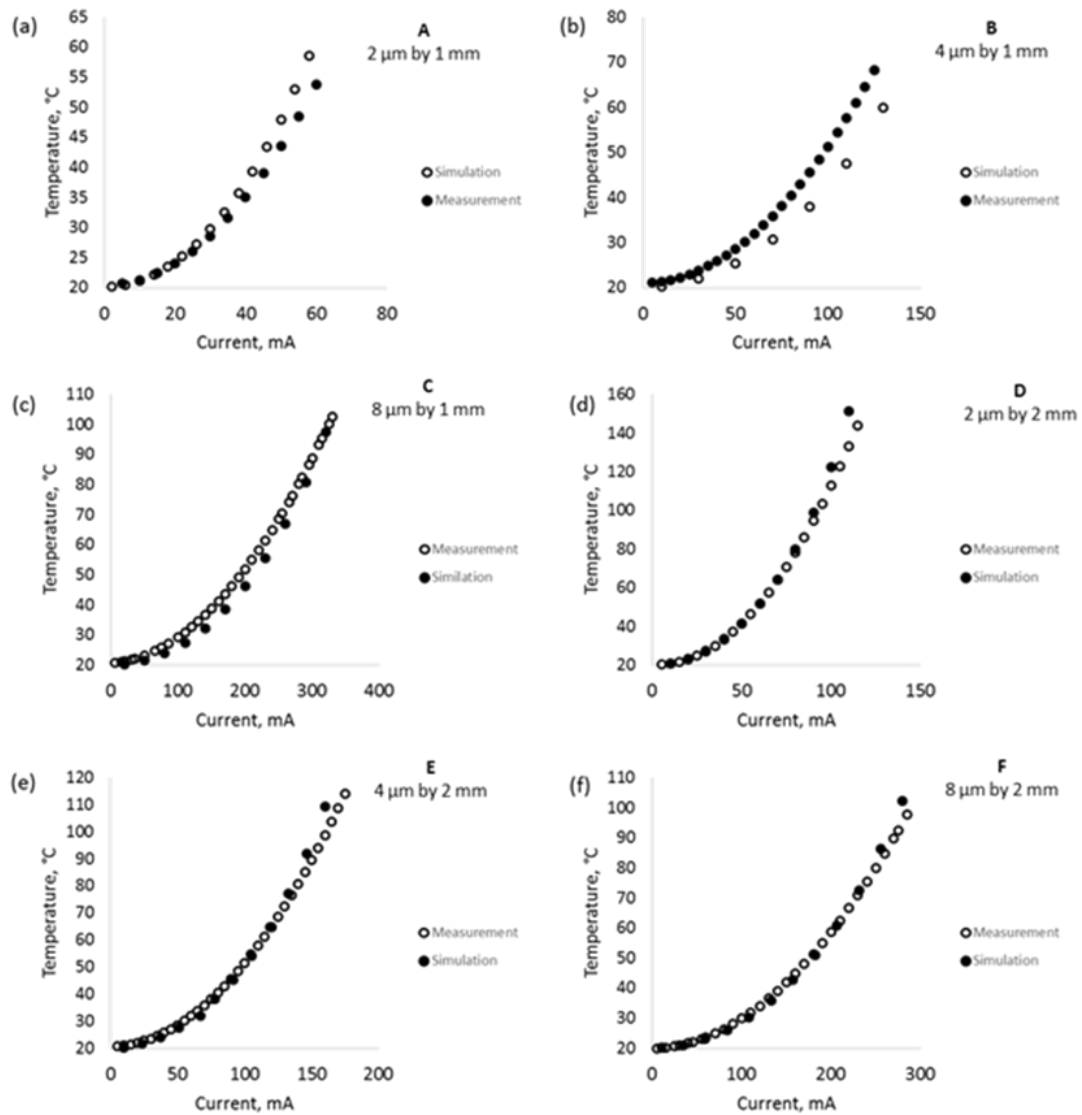 (a)
A
2 µm by 1 mm
65
60
55
50
45
40
35
30
25
20
Temperature, °C
Simulation
Measurement
0 20 40 60 80
Current, mA
(b)
B
4 µm by 1 mm
80
70
60
50
40
30
20
Temperature, °C
Simulation
Measurement
0 50 100 150
Current, mA
(c)
C
8 µm by 1 mm
110
100
90
80
70
60
50
40
30
20
Temperature, °C
Measurement
Similation
0 100 200 300 400
Current, mA
(d)
D
2 µm by 2 mm
160
140
120
100
80
60
40
20
Temperature, °C
Measurement
Simulation
0 50 100 150
Current, mA
(e)
E
4 µm by 2 mm
120
110
100
90
80
70
60
50
40
30
20
Temperature, °C
Measurement
Simulation
0 50 100 150 200
Current, mA
(f)
F
8 µm by 2 mm
110
100
90
80
70
60
50
40
30
20
Temperature, °C
Measurement
Simulation
0 100 200 300
Current, mA